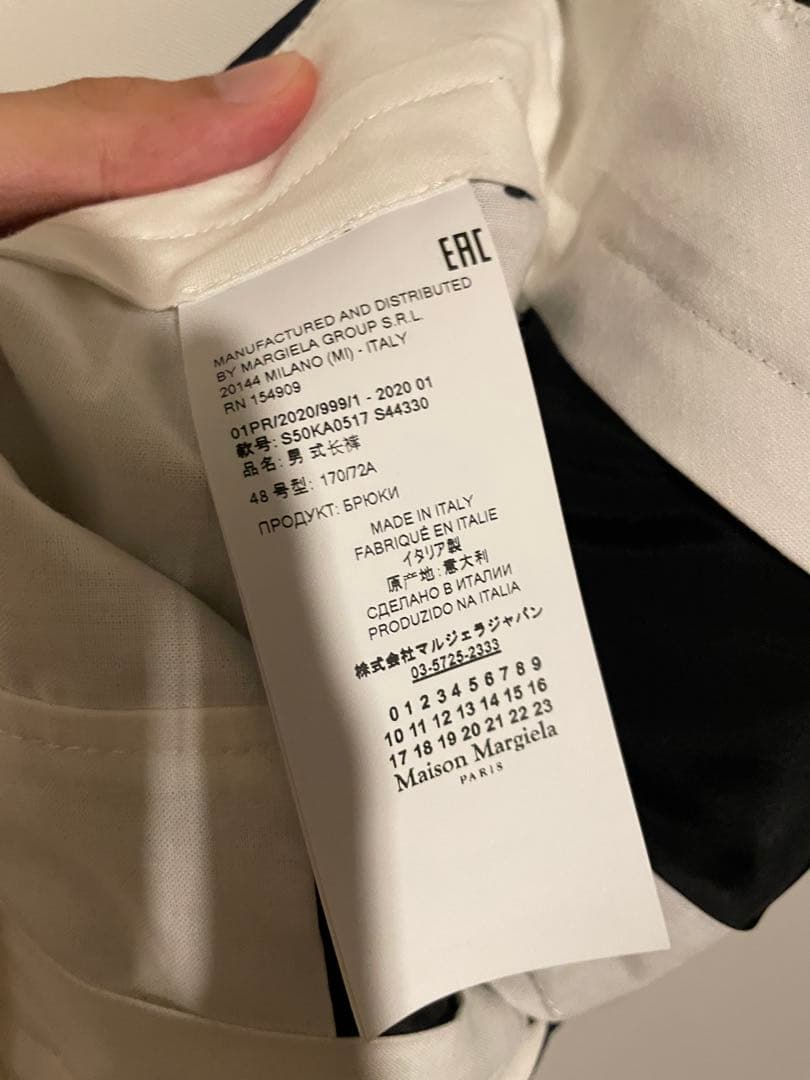 EAC
MANUFACTURED AND DISTRIBUTED
BY MARGIELA GROUP S.R.L.
20144 MILANO (MI) - ITALY
RN 154909
01PR/2020/999/1 - 2020 01
款号: S50KA0517 S44330
品名: 男 式长裤
48 号型: 170/72A
ПРОДУКТ: БРЮКИ
MADE IN ITALY
FABRIQUÉ EN ITALIE
イタリア製
原产地: 意大利
СДЕЛАНО В ИТАЛИИ
PRODUZIDO NA ITALIA
株式会社マルジェラジャパン
03-5725-2333
0 1 2 3 4 5 6 7 8 9
10 11 12 13 14 15 16
17 18 19 20 21 22 23
Maison Margiela
PARIS